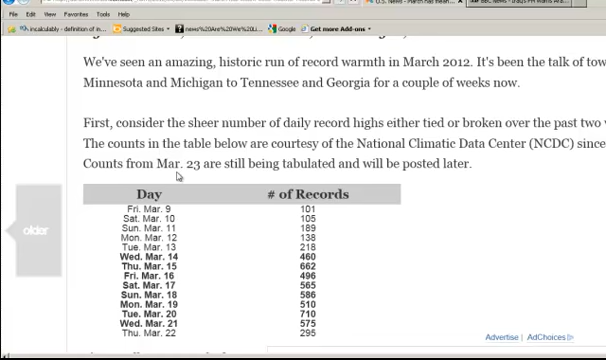 File Edit View Favorites Tools Help
incalculably - definition of in... Suggested Sites news%20Are%20We%20Li... Google Get more Add-ons
We've seen an amazing, historic run of record warmth in March 2012. It's been the talk of tow
Minnesota and Michigan to Tennessee and Georgia for a couple of weeks now.
First, consider the sheer number of daily record highs either tied or broken over the past two
The counts in the table below are courtesy of the National Climatic Data Center (NCDC) since
Counts from Mar. 23 are still being tabulated and will be posted later.
older
Day # of Records
Fri. Mar. 9 101
Sat. Mar. 10 105
Sun. Mar. 11 189
Mon. Mar. 12 138
Tue. Mar. 13 218
Wed. Mar. 14 460
Thu. Mar. 15 662
Fri. Mar. 16 496
Sat. Mar. 17 565
Sun. Mar. 18 586
Mon. Mar. 19 510
Tue. Mar. 20 710
Wed. Mar. 21 575
Thu. Mar. 22 295
Advertise | AdChoices